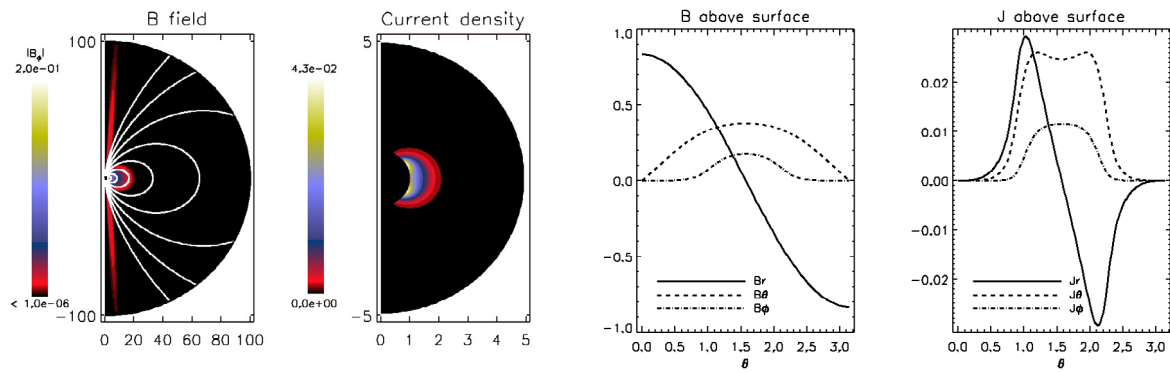 B field
|Bϕ|
2.0e-01
< 1.0e-06
100
-100
0 20 40 60 80 100
Current density
4.3e-02
0.0e+00
5
-5
0 1 2 3 4 5
B above surface
1.0
0.5
0.0
-0.5
-1.0
Br
Bθ
Bϕ
0.0 0.5 1.0 1.5 2.0 2.5 3.0
θ
J above surface
0.02
0.01
0.00
-0.01
-0.02
Jr
Jθ
Jϕ
0.0 0.5 1.0 1.5 2.0 2.5 3.0
θ